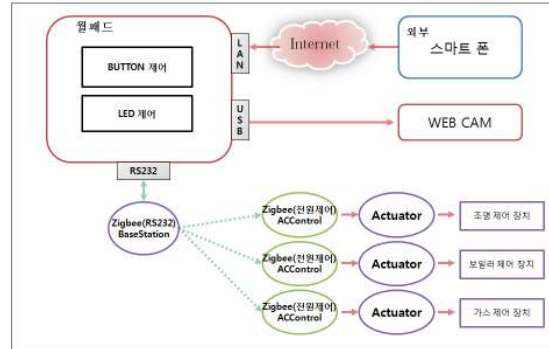 월패드
BUTTON 제어
LED 제어
LAN
USB
RS232
Internet
외부
스마트 폰
WEB CAM
Zigbee(RS232)
BaseStation
Zigbee(전원제어)
ACControl
Actuator
조명 제어 장치
Zigbee(전원제어)
ACControl
Actuator
보일러 제어 장치
Zigbee(전원제어)
ACControl
Actuator
가스 제어 장치